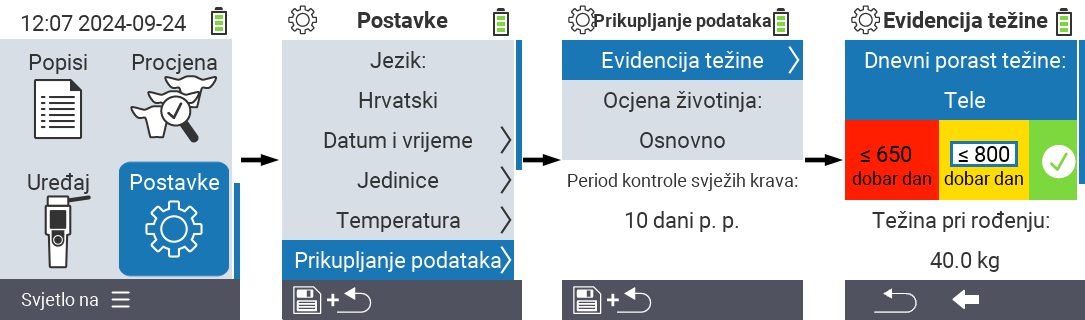 12:07 2024-09-24
Popisi
Procjena
Uređaj
Postavke
Svjetlo na
Postavke
Jezik:
Hrvatski
Datum i vrijeme
Jedinice
Temperatura
Prikupljanje podataka
+
Prikupljanje podataka
Evidencija težine
Ocjena životinja:
Osnovno
Period kontrole svježih krava:
10 dani p. p.
+
Evidencija težine
Dnevni porast težine:
Tele
≤ 650
dobar dan
≤ 800
dobar dan
Težina pri rođenju:
40.0 kg